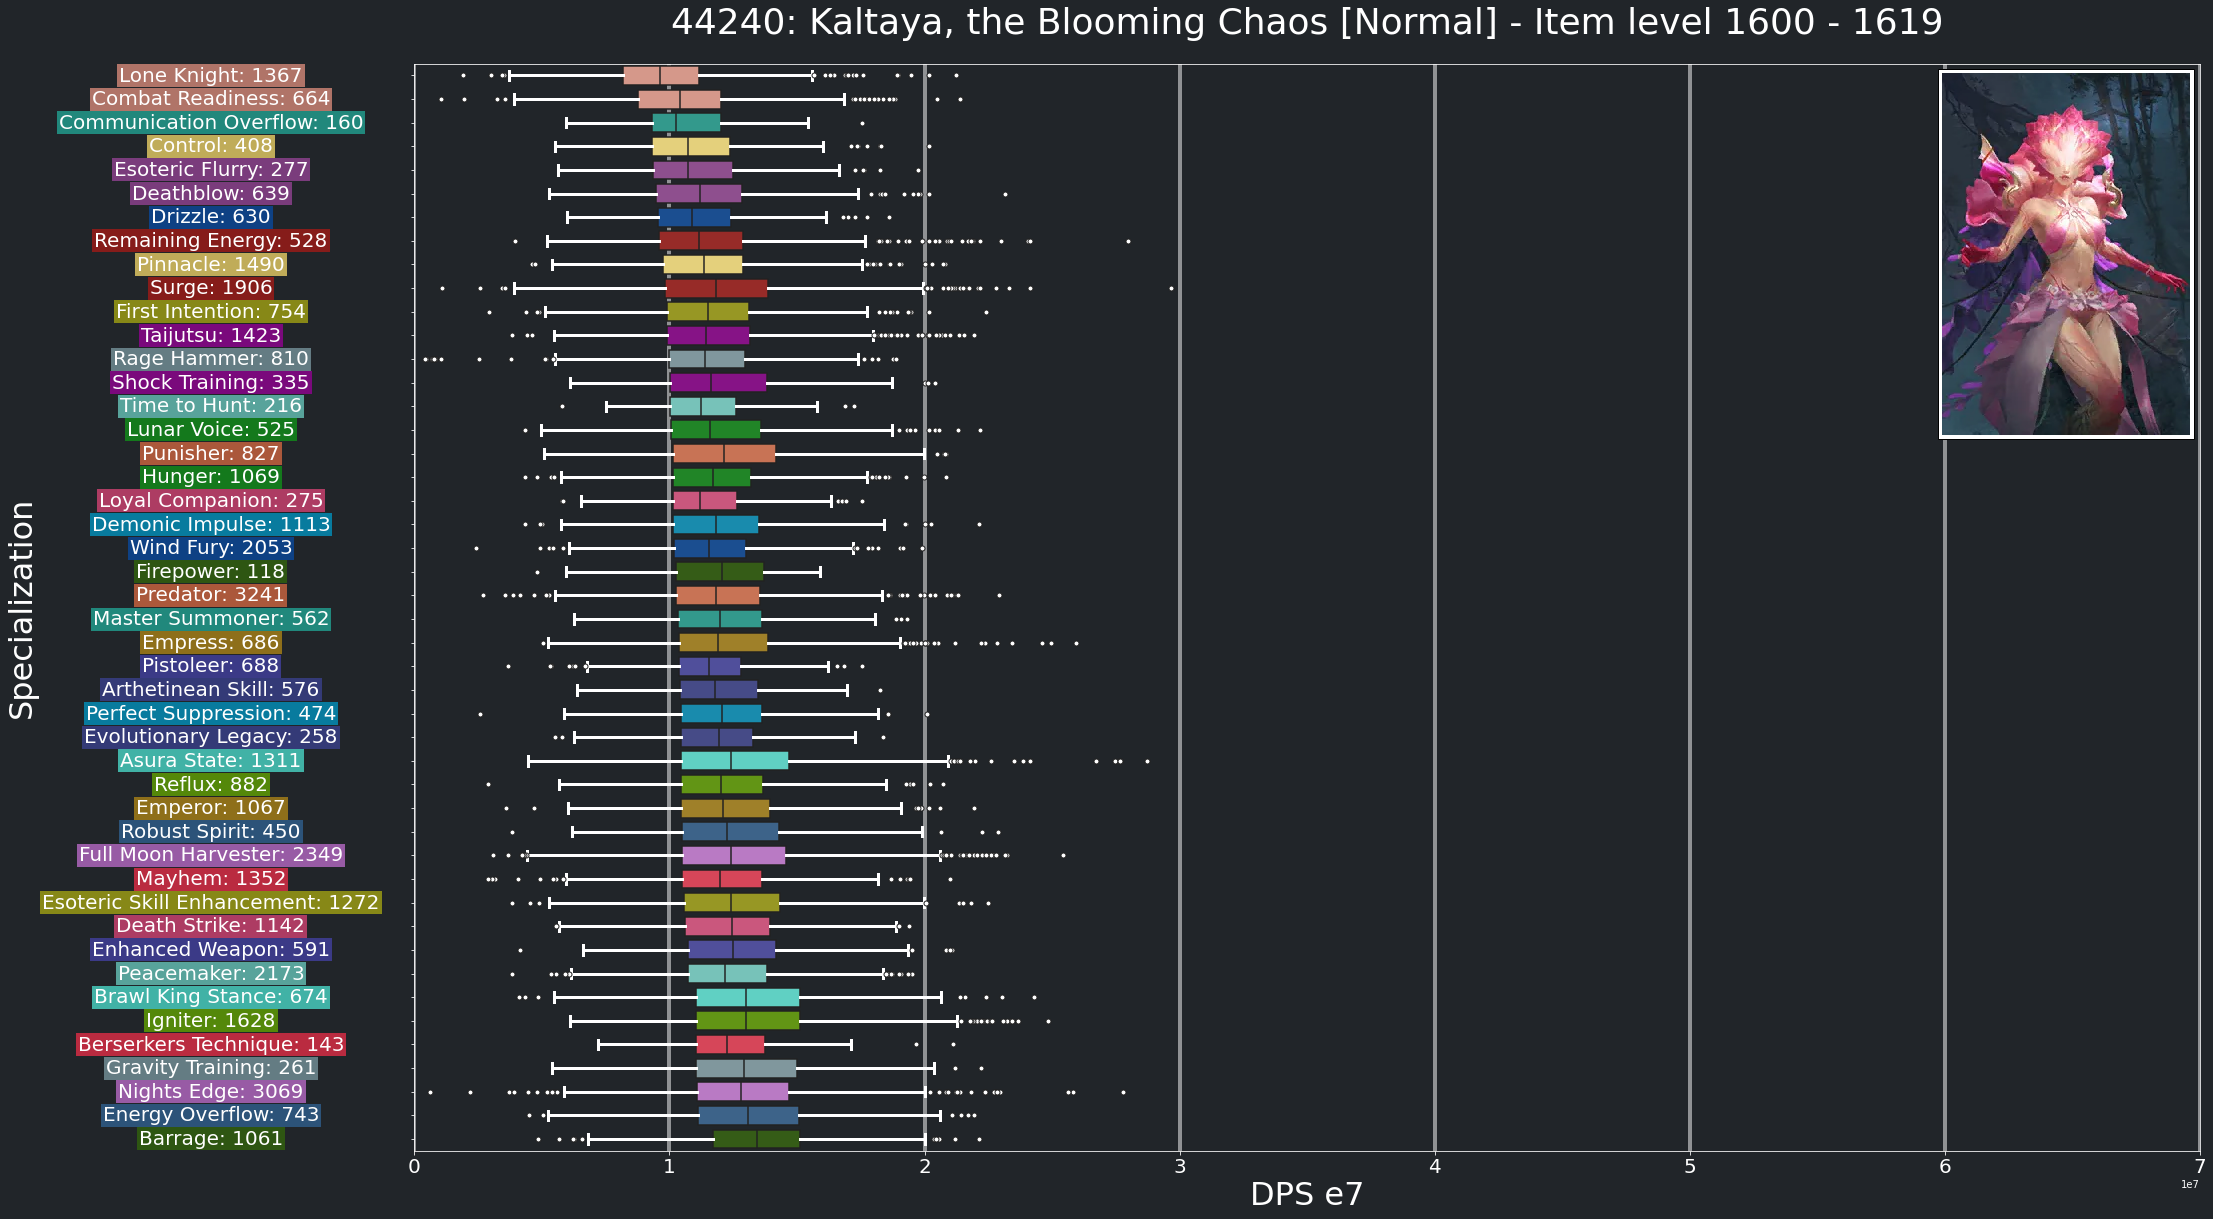 44240: Kaltaya, the Blooming Chaos [Normal] - Item level 1600 - 1619
Specialization
Lone Knight: 1367
Combat Readiness: 664
Communication Overflow: 160
Control: 408
Esoteric Flurry: 277
Deathblow: 639
Drizzle: 630
Remaining Energy: 528
Pinnacle: 1490
Surge: 1906
First Intention: 754
Taijutsu: 1423
Rage Hammer: 810
Shock Training: 335
Time to Hunt: 216
Lunar Voice: 525
Punisher: 827
Hunger: 1069
Loyal Companion: 275
Demonic Impulse: 1113
Wind Fury: 2053
Firepower: 118
Predator: 3241
Master Summoner: 562
Empress: 686
Pistoleer: 688
Arthetinean Skill: 576
Perfect Suppression: 474
Evolutionary Legacy: 258
Asura State: 1311
Reflux: 882
Emperor: 1067
Robust Spirit: 450
Full Moon Harvester: 2349
Mayhem: 1352
Esoteric Skill Enhancement: 1272
Death Strike: 1142
Enhanced Weapon: 591
Peacemaker: 2173
Brawl King Stance: 674
Igniter: 1628
Berserkers Technique: 143
Gravity Training: 261
Nights Edge: 3069
Energy Overflow: 743
Barrage: 1061
0 1 2 3 4 5 6 7
1e7
DPS e7